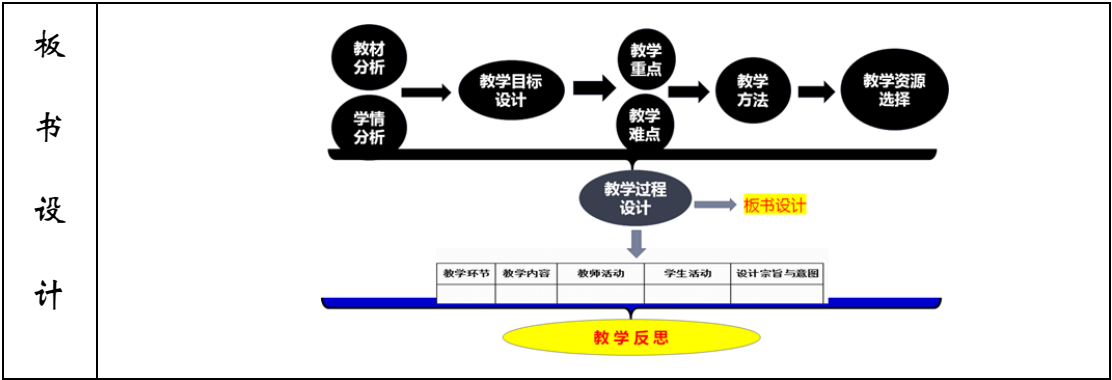 板
书
设
计
教材
分析
学情
分析
教学目标
设计
教学
重点
教学
难点
教学
方法
教学资源
选择
教学过程
设计
板书设计
教学环节 教学内容 教师活动 学生活动 设计宗旨与意图
教学反思